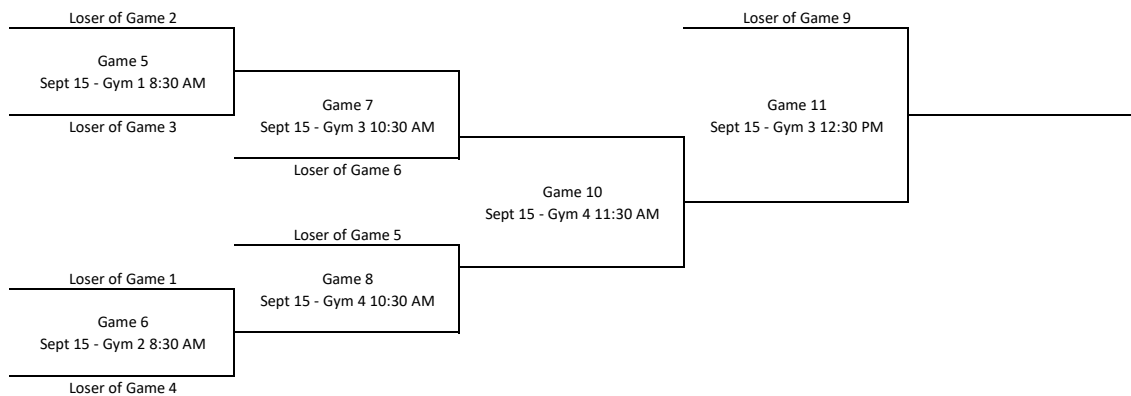 Loser of Game 2
Game 5
Sept 15 - Gym 1 8:30 AM
Loser of Game 3
Game 7
Sept 15 - Gym 3 10:30 AM
Loser of Game 6
Loser of Game 5
Game 8
Sept 15 - Gym 4 10:30 AM
Loser of Game 1
Game 6
Sept 15 - Gym 2 8:30 AM
Loser of Game 4
Game 10
Sept 15 - Gym 4 11:30 AM
Loser of Game 9
Game 11
Sept 15 - Gym 3 12:30 PM